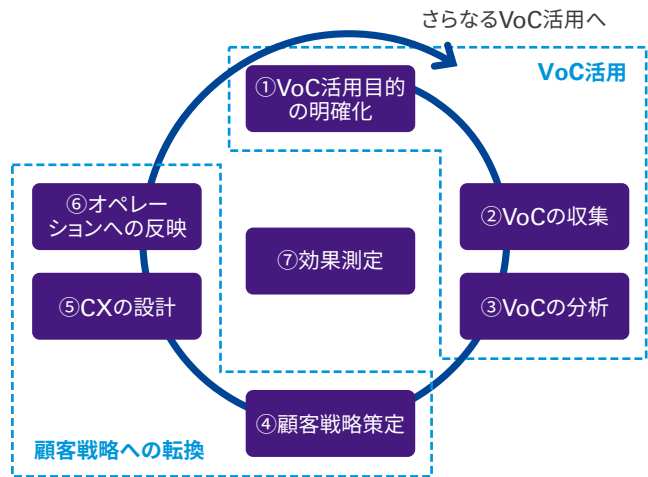 さらなるVoC活用へ
VoC活用
①VoC活用目的
の明確化
②VoCの収集
③VoCの分析
④顧客戦略策定
⑤CXの設計
⑥オペレー
ションへの反映
⑦効果測定
顧客戦略への転換